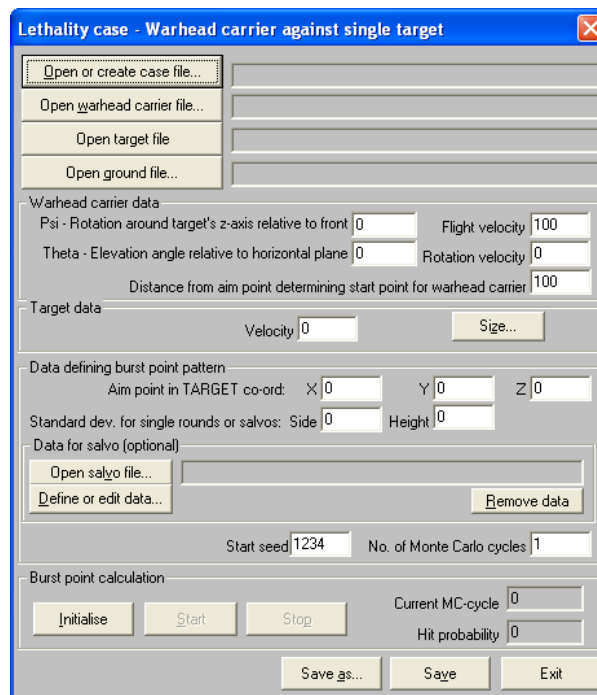 Lethality case - Warhead carrier against single target
Open or create case file...
Open warhead carrier file...
Open target file
Open ground file...
Warhead carrier data
Psi - Rotation around target's z-axis relative to front 0 Flight velocity 100
Theta - Elevation angle relative to horizontal plane 0 Rotation velocity 0
Distance from aim point determining start point for warhead carrier 100
Target data
Velocity 0 Size...
Data defining burst point pattern
Aim point in TARGET co-ord: X 0 Y 0 Z 0
Standard dev. for single rounds or salvos: Side 0 Height 0
Data for salvo (optional)
Open salvo file...
Define or edit data... Remove data
Start seed 1234 No. of Monte Carlo cycles 1
Burst point calculation
Initialise Start Stop Current MC-cycle 0
Hit probability 0
Save as... Save Exit